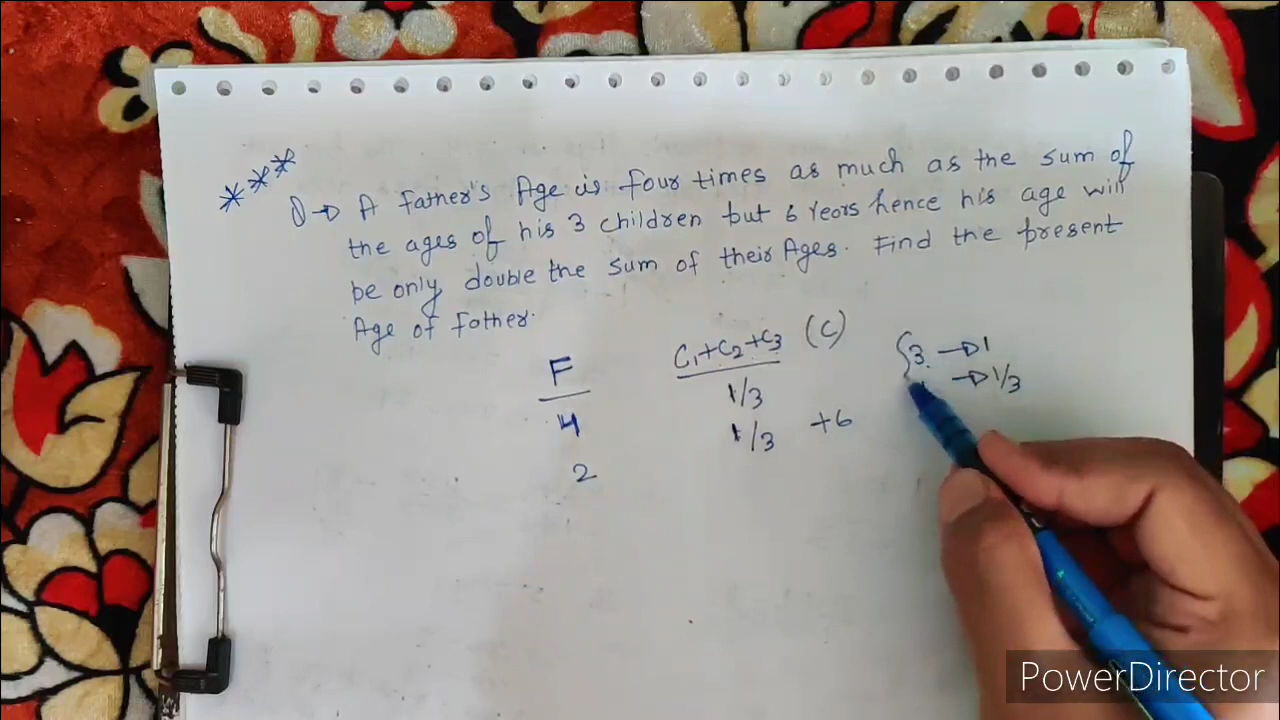 ***
Q→ A Father's Age is four times as much as the sum of
the ages of his 3 children but 6 Years hence his age will
be only double the sum of their Ages. Find the present
Age of Father.
F C₁+C₂+C₃ (C) 3 → 1
4 1/3 → 1/3
2 1/3 +6
PowerDirector